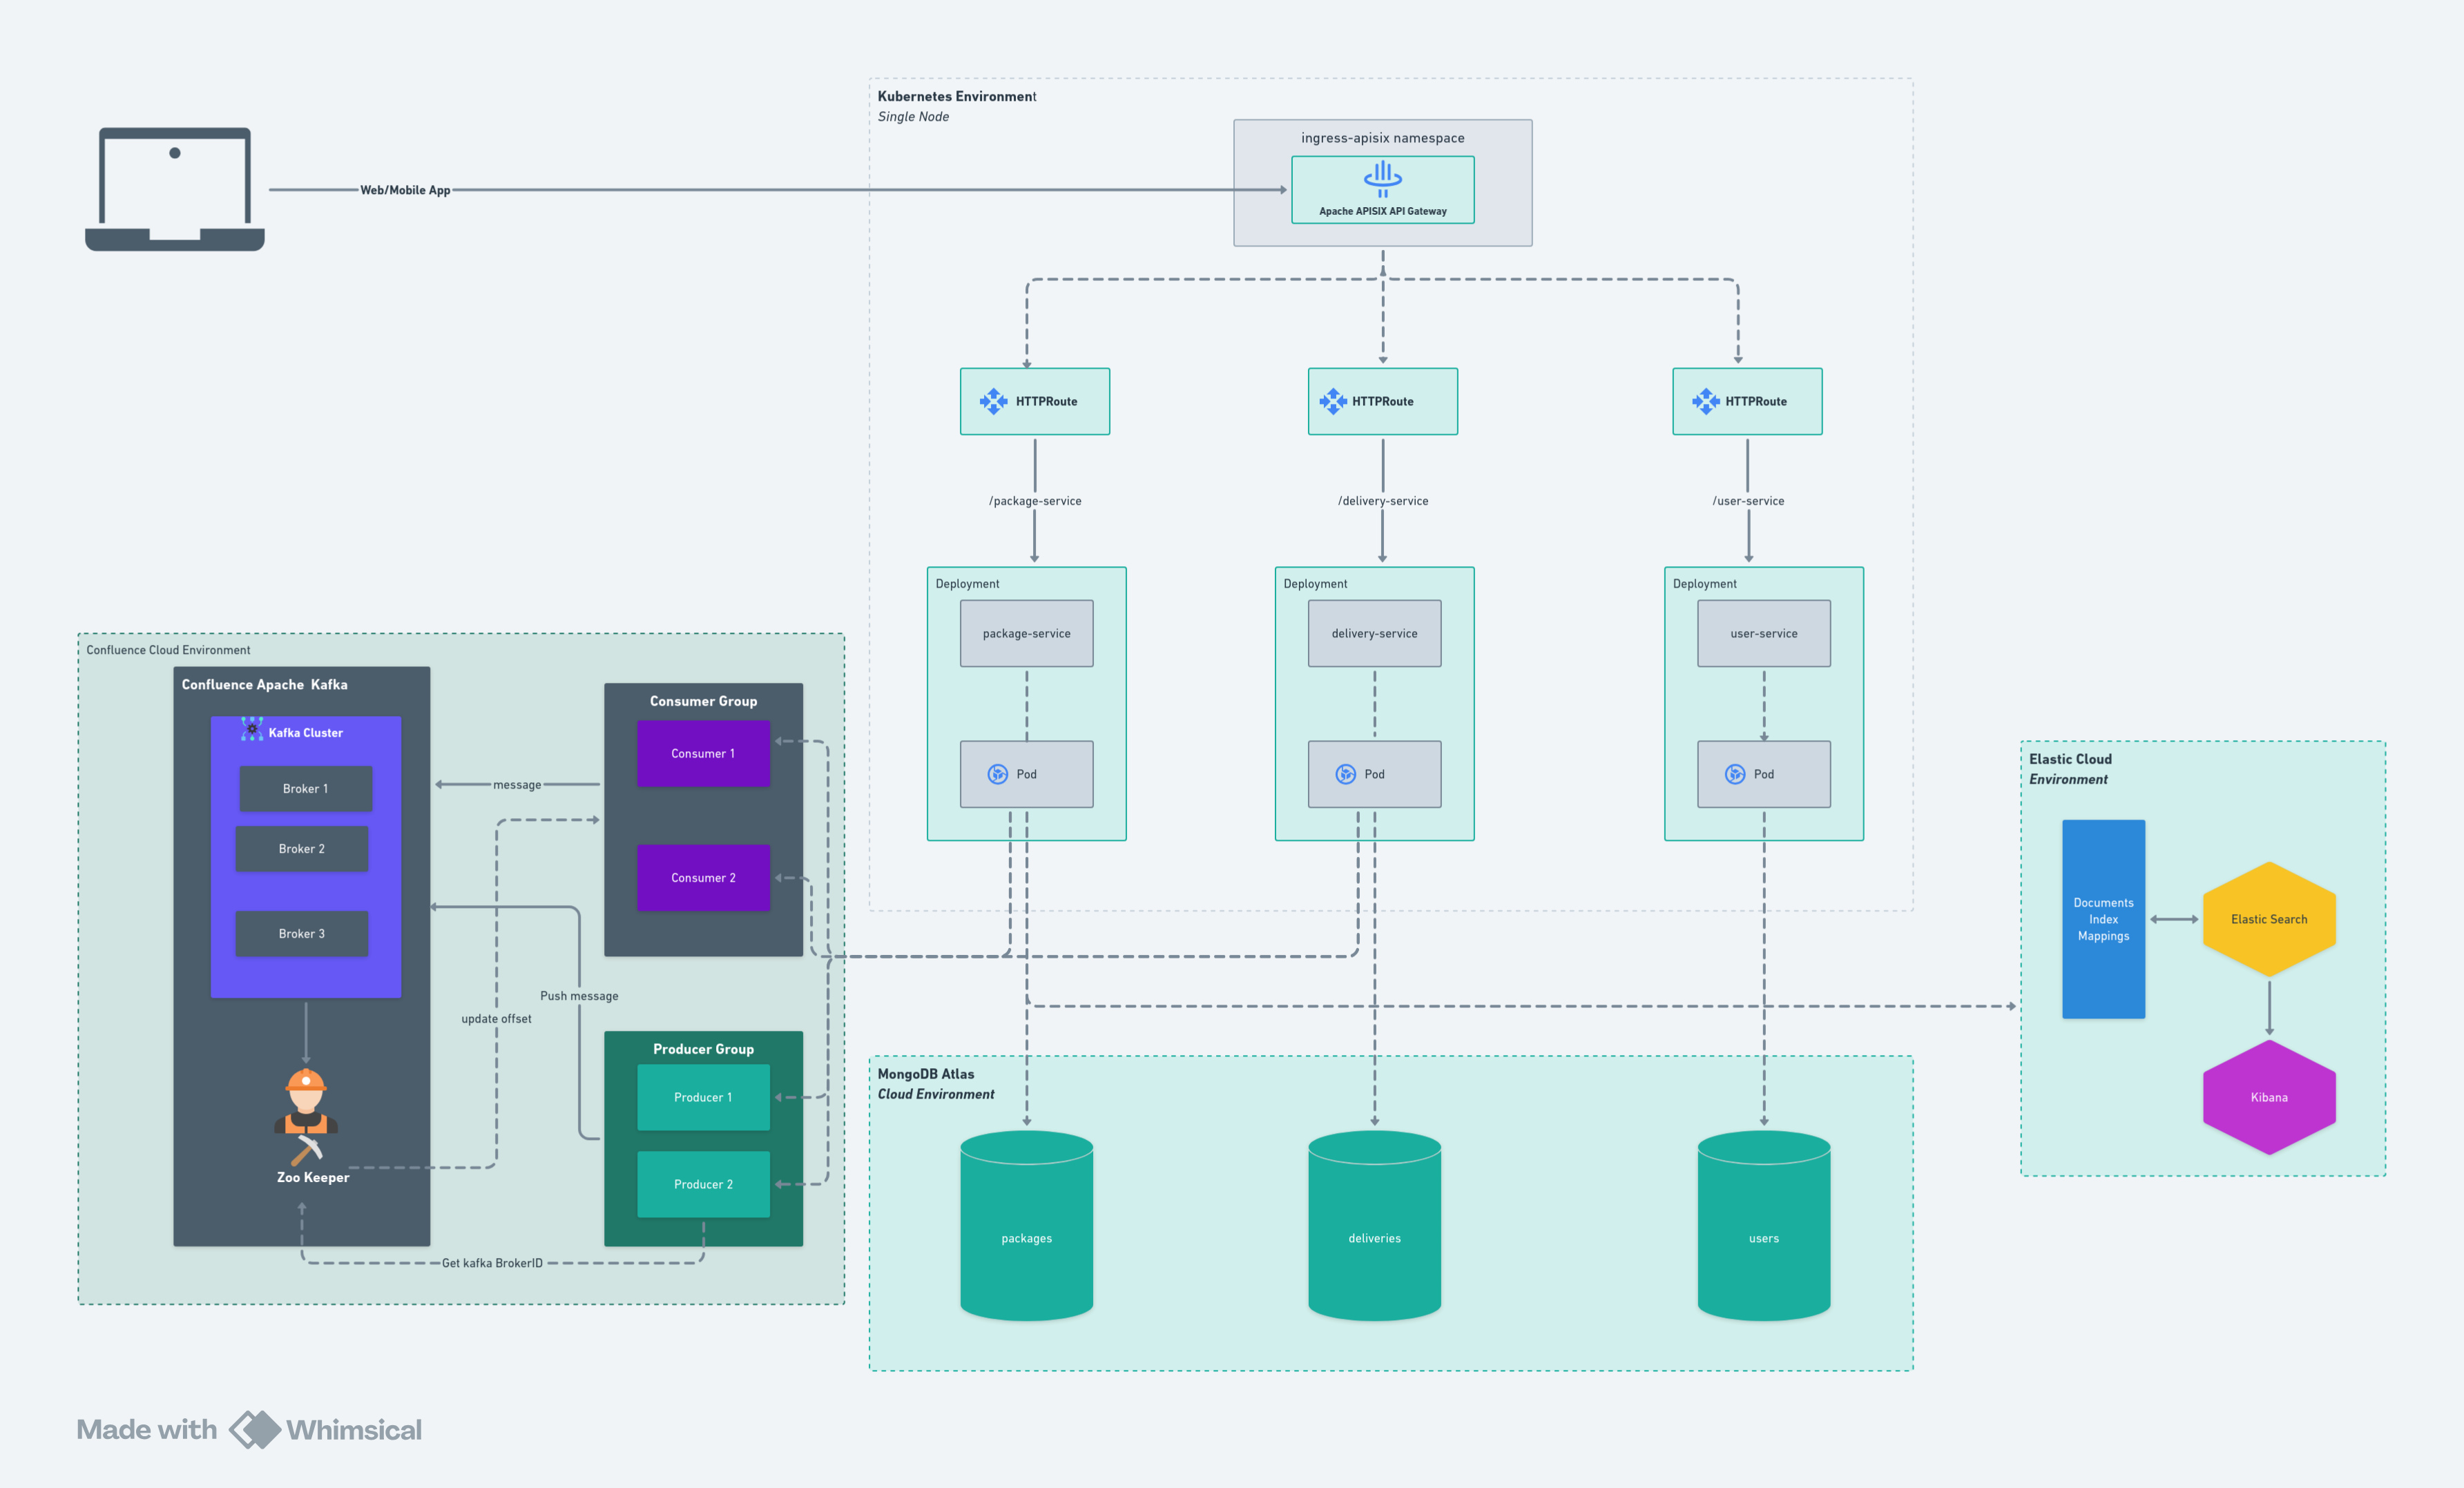 Kubernetes Environment
Single Node
ingress-apisix namespace
Apache APISIX API Gateway
Web/Mobile App
HTTPRoute
HTTPRoute
HTTPRoute
/package-service
/delivery-service
/user-service
Deployment
package-service
Pod
Deployment
delivery-service
Pod
Deployment
user-service
Pod
Confluence Cloud Environment
Confluence Apache  Kafka
Kafka Cluster
Broker 1
Broker 2
Broker 3
Zoo Keeper
Consumer Group
Consumer 1
Consumer 2
message
update offset
Push message
Producer Group
Producer 1
Producer 2
Get kafka BrokerID
MongoDB Atlas
Cloud Environment
packages
deliveries
users
Elastic Cloud
Environment
Documents
Index
Mappings
Elastic Search
Kibana
Made with Whimsical